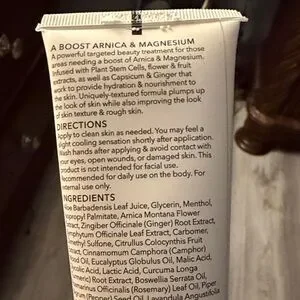 A BOOST ARNICA & MAGNESIUM
A powerful targeted beauty treatment for those
areas needing a boost of Arnica & Magnesium.
Infused with Plant Stem Cells, flower & fruit
extracts, as well as Capsicum & Ginger that
work to provide hydration & nourishment to
the skin. Uniquely-textured formula plumps up
the look of skin while also improving the look
of skin texture & rough skin.
DIRECTIONS
Apply to clean skin as needed. You may feel a
slight cooling sensation shortly after application.
Wash hands after applying & avoid contact with
your eyes, open wounds, or damaged skin. This
product is not intended for facial use.
Recommended for daily use on the body. For
external use only.
INGREDIENTS
Aloe Barbadensis Leaf Juice, Glycerin, Menthol,
Isopropyl Palmitate, Arnica Montana Flower
Extract, Zingiber Officinale (Ginger) Root Extract,
Symphytum Officinale Leaf Extract, Carbomer,
Dimethyl Sulfone, Citrullus Colocynthis Fruit
Extract, Cinnamomum Camphora (Camphor)
Oil, Eucalyptus Globulus Oil, Malic Acid,
Lactic Acid, Curcuma Longa
Root Extract, Boswellia Serrata Oil,
Officinalis (Rosemary) Leaf Oil, Piper
(Pepper) Seed Oil, Lavandula Angustifolia